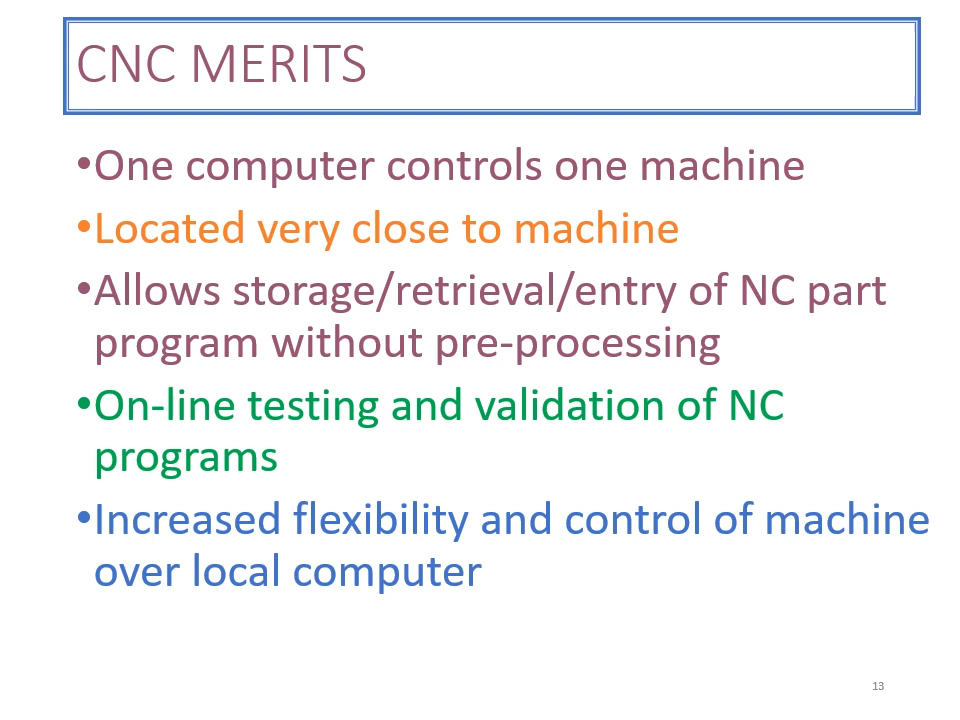 CNC MERITS
•One computer controls one machine
•Located very close to machine
•Allows storage/retrieval/entry of NC part
program without pre-processing
•On-line testing and validation of NC
programs
•Increased flexibility and control of machine
over local computer
13